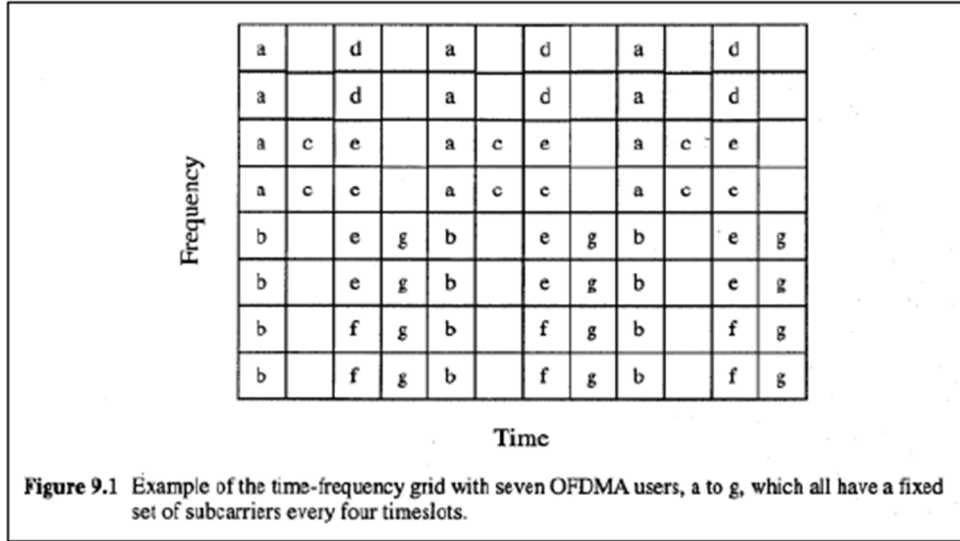 a d a d a d
a d a d a d
a c e a c e a c e
a c e a c e a c e
b e g b e g b e g
b e g b e g b e g
b f g b f g b f g
b f g b f g b f g
Frequency
Time
Figure 9.1 Example of the time-frequency grid with seven OFDMA users, a to g, which all have a fixed
set of subcarriers every four timeslots.